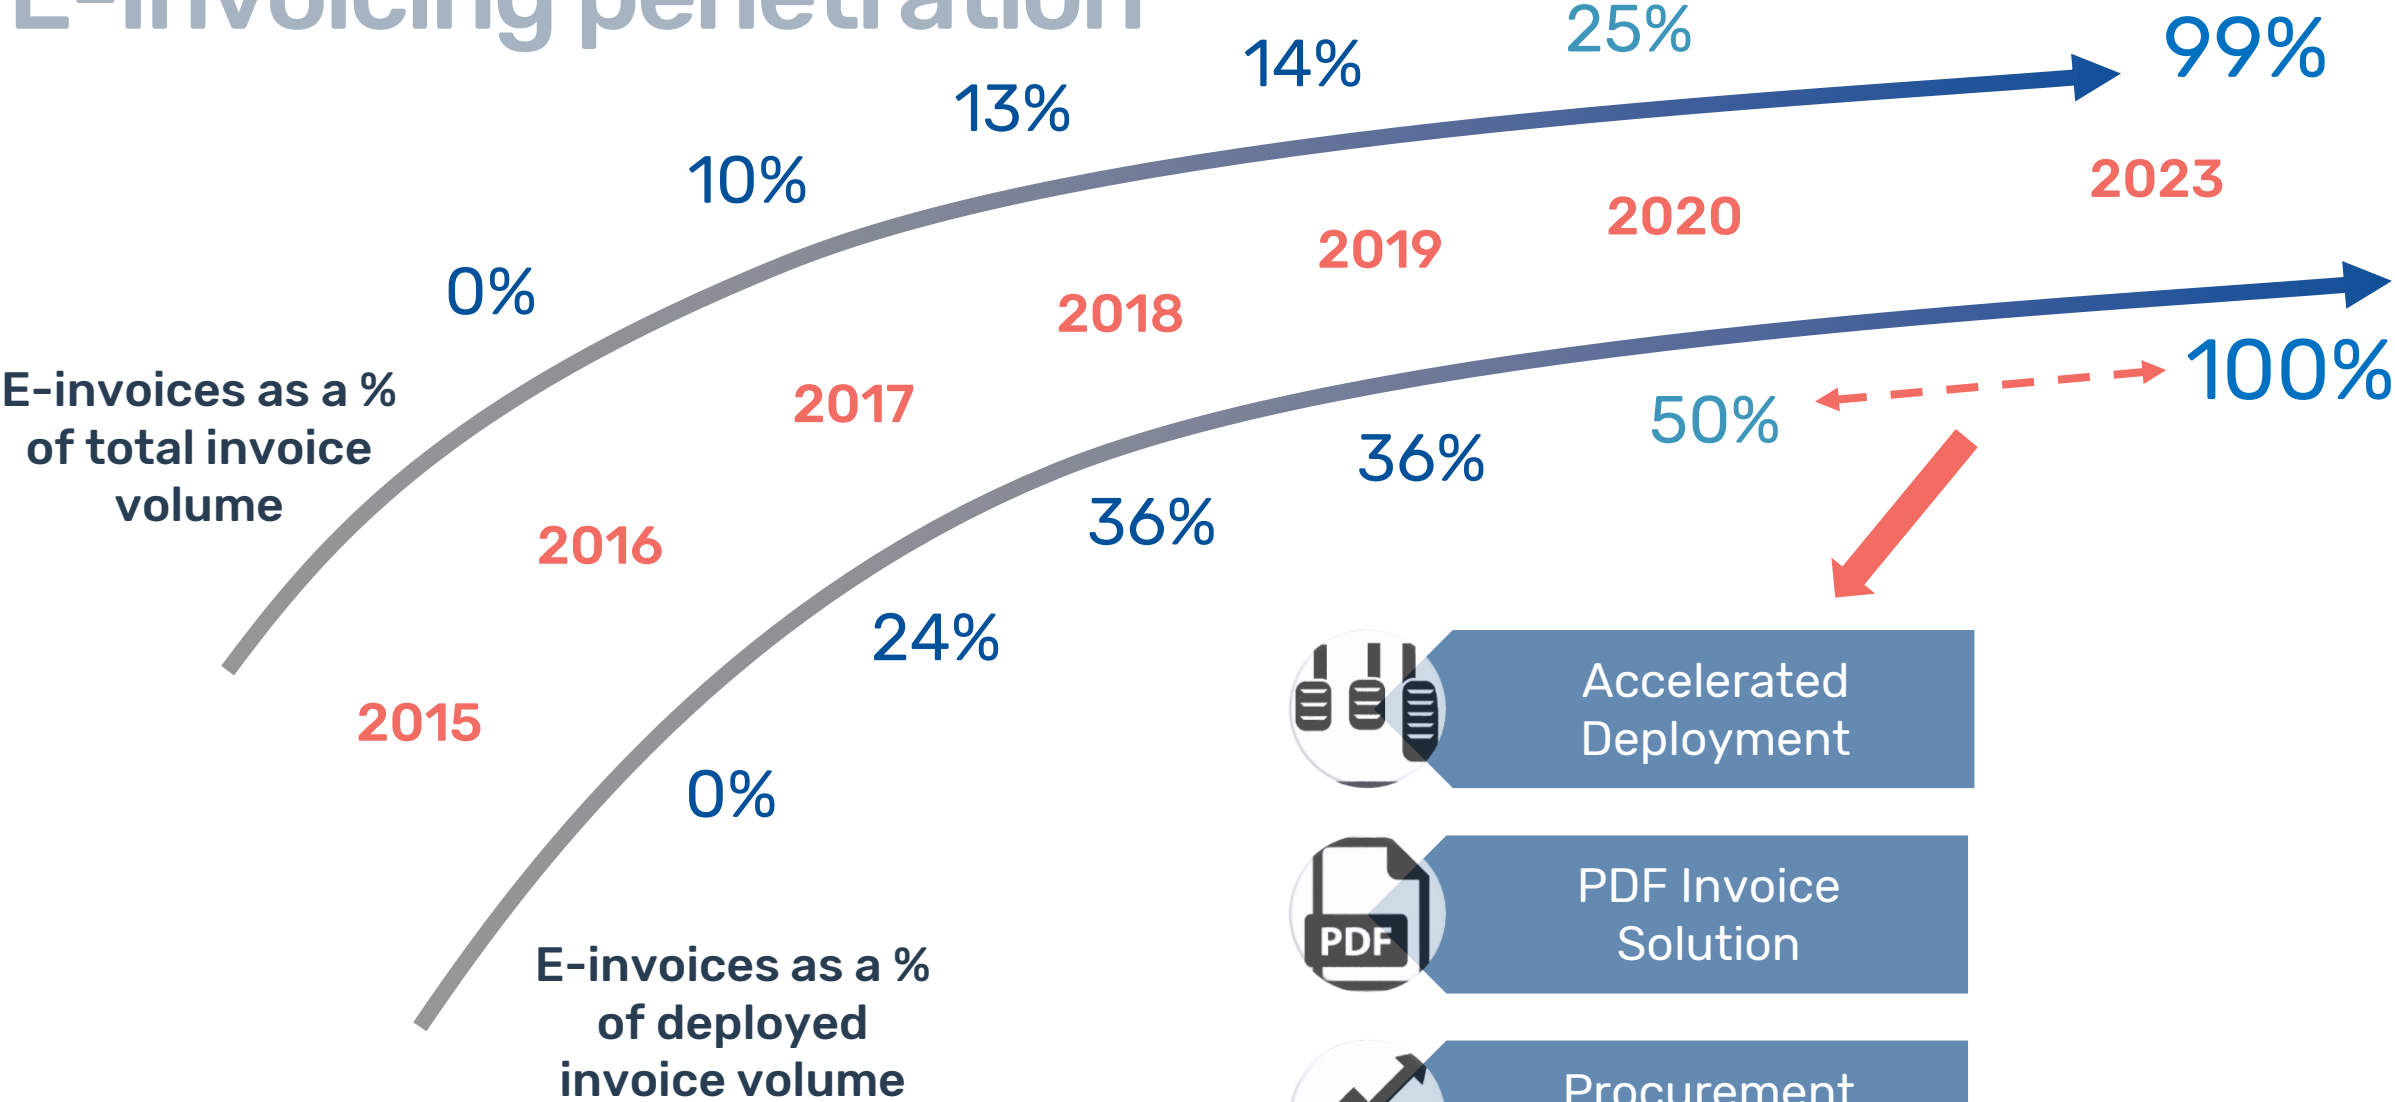 E-invoicing penetration
25%
99%
14%
13%
10%
0%
2023
2020
2019
2018
2017
2016
2015
E-invoices as a %
of total invoice
volume
100%
50%
36%
36%
24%
0%
E-invoices as a %
of deployed
invoice volume
Accelerated
Deployment
PDF
PDF Invoice
Solution
Procurement